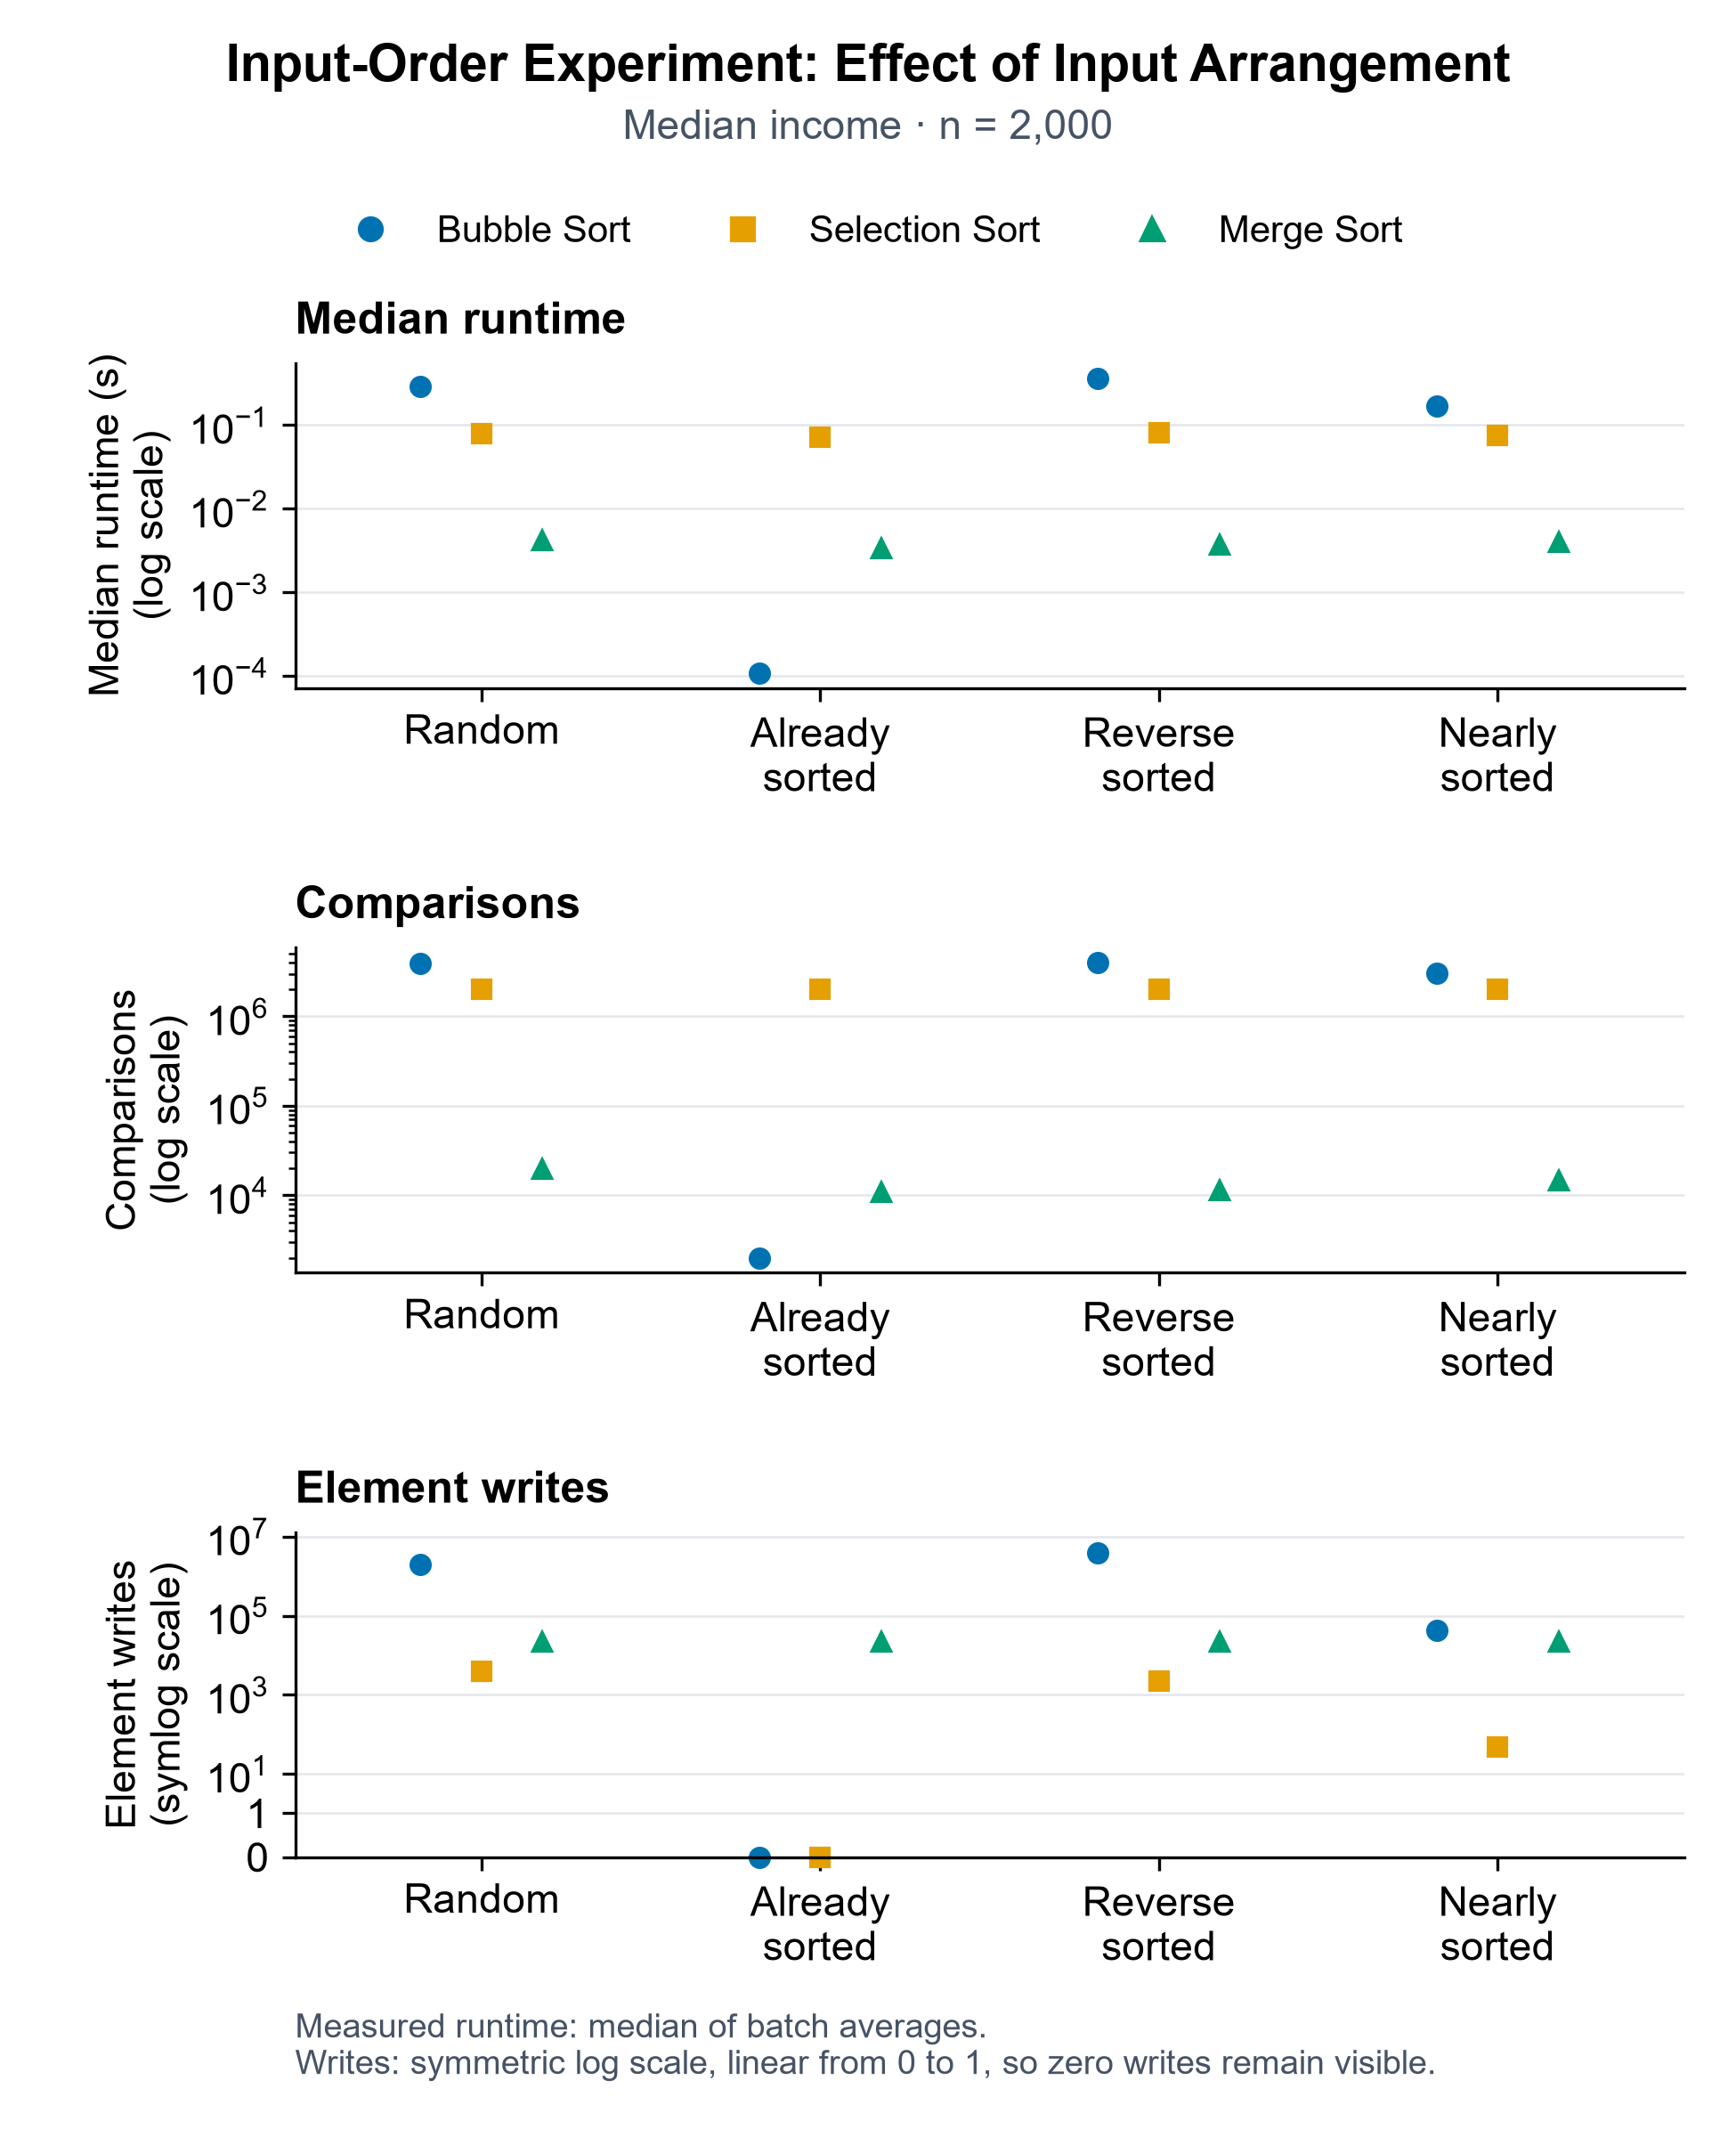 Input-Order Experiment: Effect of Input Arrangement
Median income · n = 2,000
Bubble Sort
Selection Sort
Merge Sort
Median runtime
Median runtime (s)
(log scale)
10⁻¹
10⁻²
10⁻³
10⁻⁴
Random
Already
sorted
Reverse
sorted
Nearly
sorted
Comparisons
Comparisons
(log scale)
10⁶
10⁵
10⁴
Random
Already
sorted
Reverse
sorted
Nearly
sorted
Element writes
Element writes
(symlog scale)
10⁷
10⁵
10³
10¹
1
0
Random
Already
sorted
Reverse
sorted
Nearly
sorted
Measured runtime: median of batch averages.
Writes: symmetric log scale, linear from 0 to 1, so zero writes remain visible.